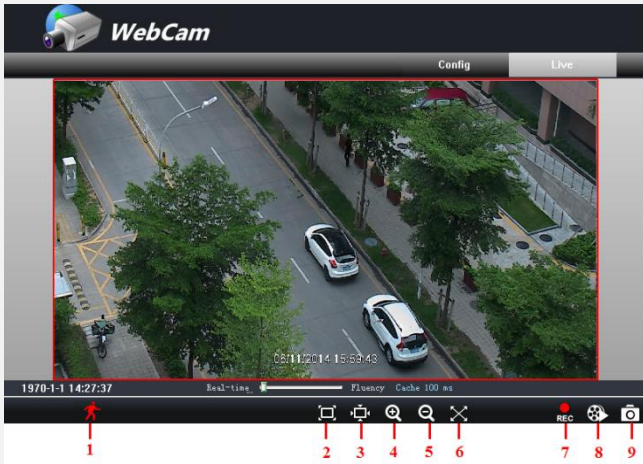 WebCam
Config Live
06/11/2014 15:59:43
1970-1-1 14:27:37 Real-time Fluency Cache 100 ms
REC
1 2 3 4 5 6 7 8 9